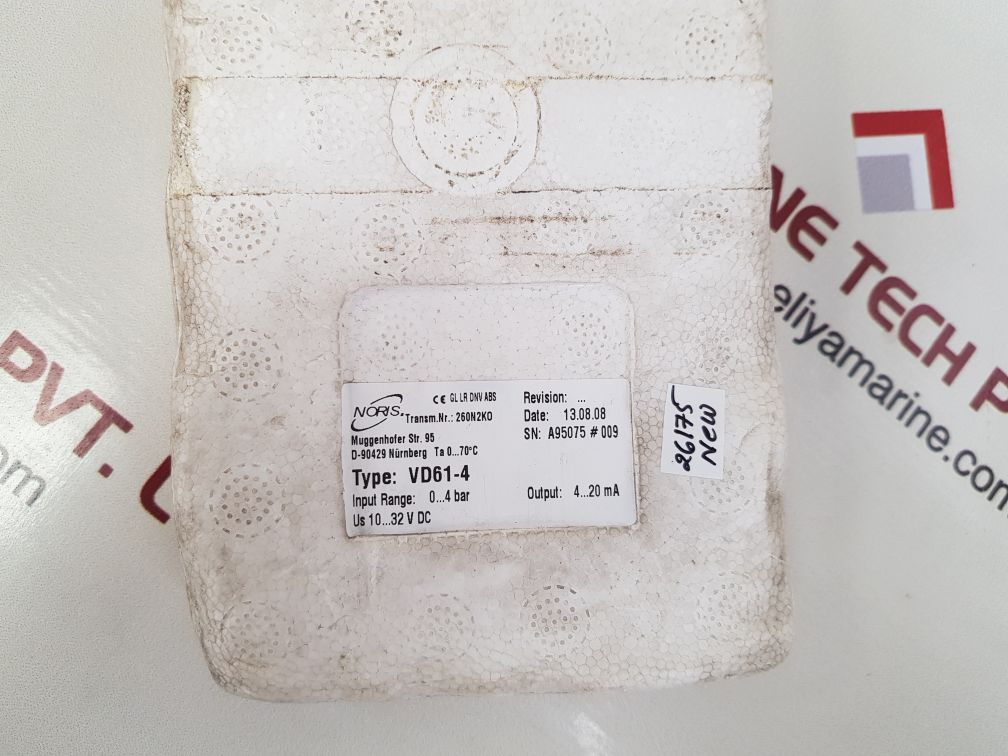 NORIS
CE GL LR DNV ABS
Transm.Nr.: 260N2K0
Muggenhofer Str. 95
D-90429 Nürnberg Ta 0...70°C
Type: VD61-4
Input Range: 0...4 bar
Us 10...32 V DC
Revision: ...
Date: 13.08.08
SN: A95075 # 009
Output: 4...20 mA
26175
NEW
NE TECH P
eliyamarine.com
PVT. L
.com